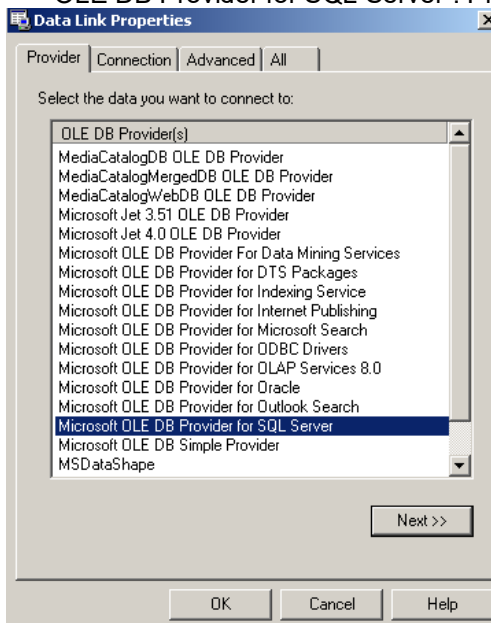 OLE DB Provider for SQL Server
Data Link Properties
Provider Connection Advanced All
Select the data you want to connect to:
OLE DB Provider(s)
MediaCatalogDB OLE DB Provider
MediaCatalogMergedDB OLE DB Provider
MediaCatalogWebDB OLE DB Provider
Microsoft Jet 3.51 OLE DB Provider
Microsoft Jet 4.0 OLE DB Provider
Microsoft OLE DB Provider For Data Mining Services
Microsoft OLE DB Provider for DTS Packages
Microsoft OLE DB Provider for Indexing Service
Microsoft OLE DB Provider for Internet Publishing
Microsoft OLE DB Provider for Microsoft Search
Microsoft OLE DB Provider for ODBC Drivers
Microsoft OLE DB Provider for OLAP Services 8.0
Microsoft OLE DB Provider for Oracle
Microsoft OLE DB Provider for Outlook Search
Microsoft OLE DB Provider for SQL Server
Microsoft OLE DB Simple Provider
MSDataShape
Next >>
OK Cancel Help